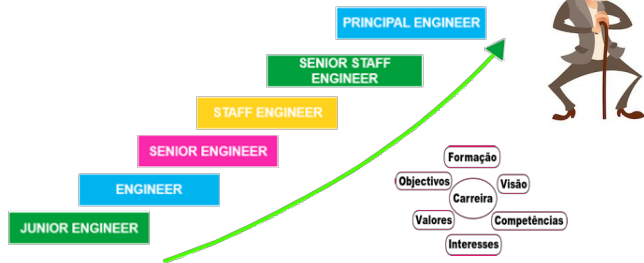 PRINCIPAL ENGINEER
SENIOR STAFF
ENGINEER
STAFF ENGINEER
SENIOR ENGINEER
ENGINEER
JUNIOR ENGINEER
Formação
Objectivos
Visão
Carreira
Valores
Competências
Interesses